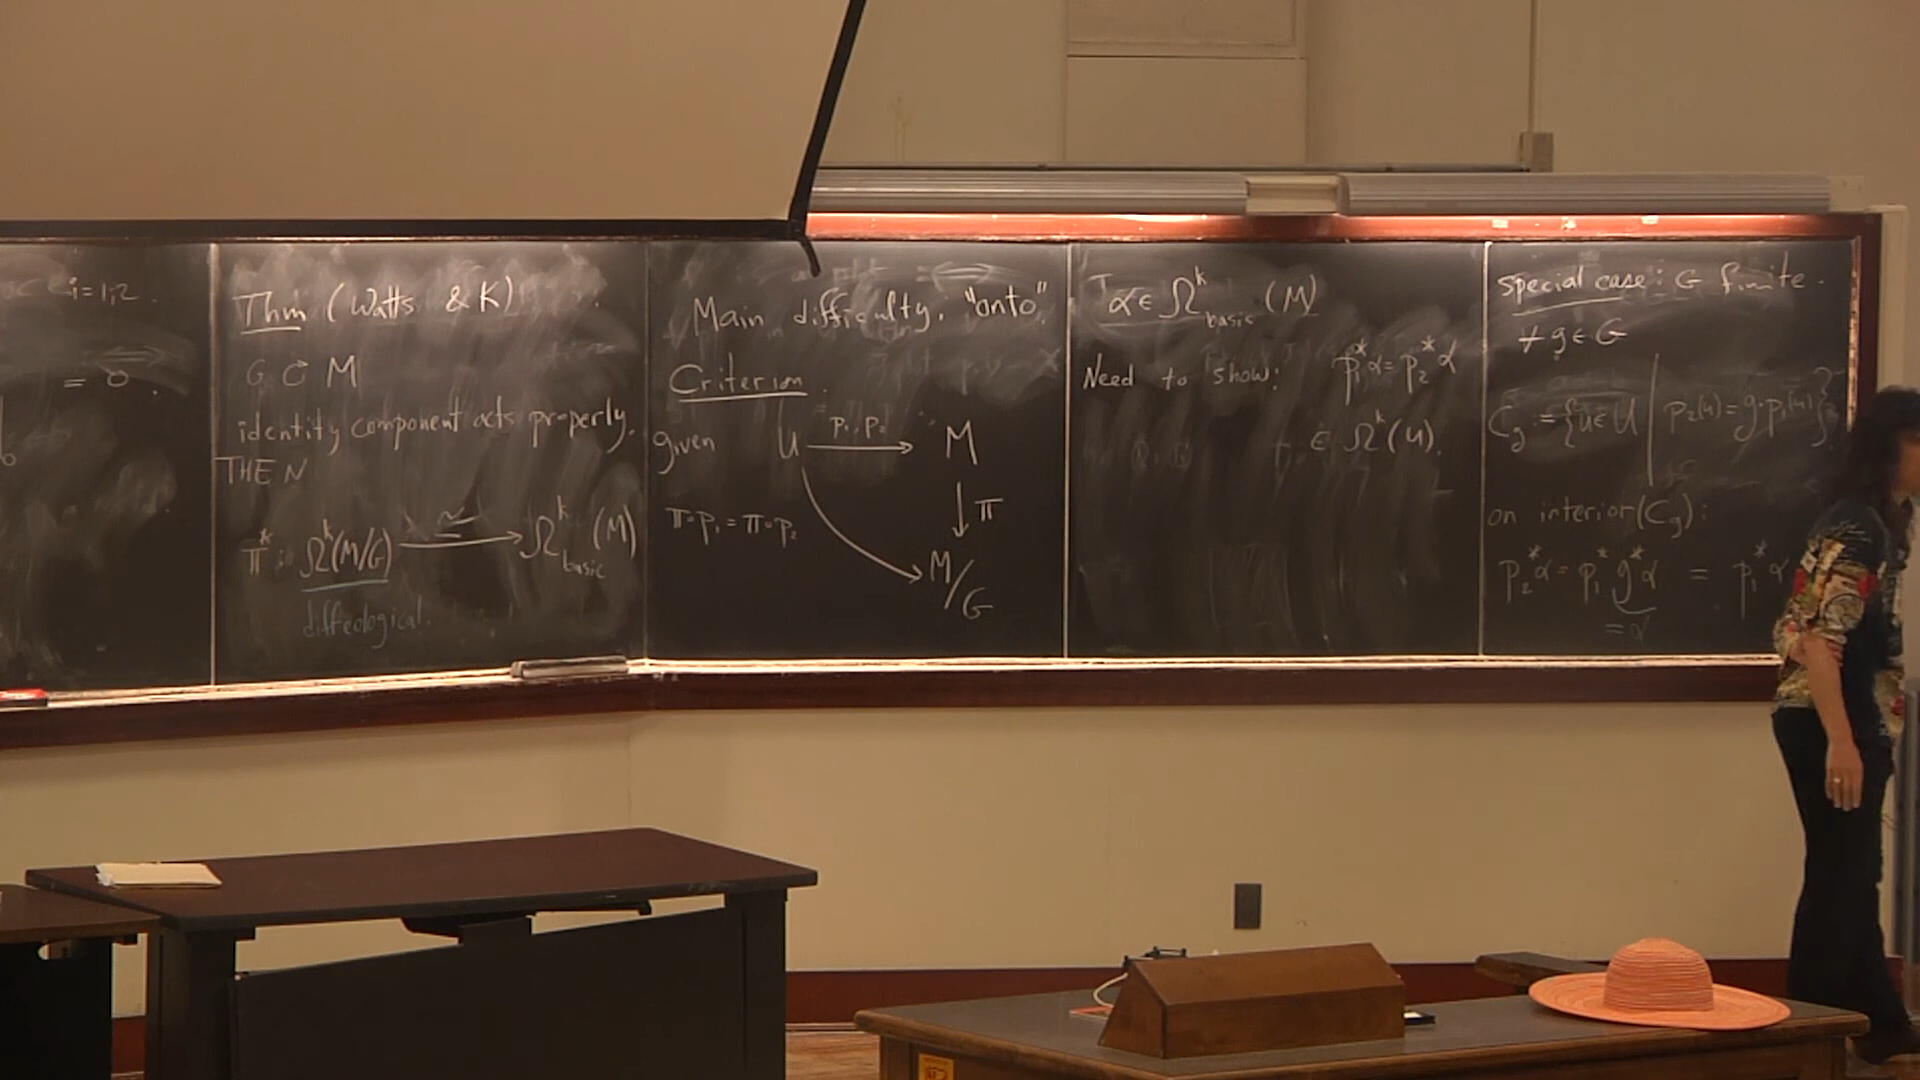 i=1,2.
= 0
Thm (Watts & K)
G ↻ M
identity component acts properly.
THEN
π* : Ω^k(M/G) ≅→ Ω^k_basic (M)
diffeological.
Main difficulty: "onto".
Criterion.
given U p₁, p₂ → M
↓ π
π∘p₁ = π∘p₂
M/G
α ∈ Ω^k_basic (M)
Need to show: p₁*α = p₂*α
∈ Ω^k(U).
special case: G finite.
∀ g ∈ G
C_g := {u ∈ U | p₂(u) = g·p₁(u)}
on interior(C_g):
p₂*α = p₁* g*α = p₁*α
= α